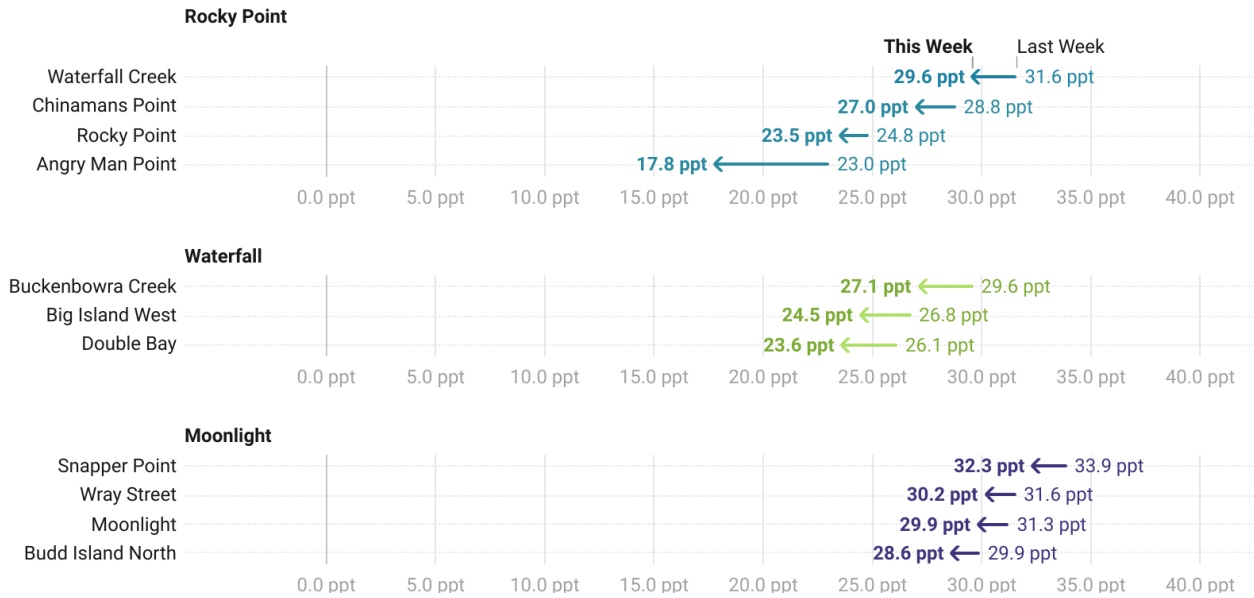 Rocky Point
This Week Last Week
Waterfall Creek 29.6 ppt 31.6 ppt
Chinamans Point 27.0 ppt 28.8 ppt
Rocky Point 23.5 ppt 24.8 ppt
Angry Man Point 17.8 ppt 23.0 ppt
0.0 ppt 5.0 ppt 10.0 ppt 15.0 ppt 20.0 ppt 25.0 ppt 30.0 ppt 35.0 ppt 40.0 ppt
Waterfall
Buckenbowra Creek 27.1 ppt 29.6 ppt
Big Island West 24.5 ppt 26.8 ppt
Double Bay 23.6 ppt 26.1 ppt
0.0 ppt 5.0 ppt 10.0 ppt 15.0 ppt 20.0 ppt 25.0 ppt 30.0 ppt 35.0 ppt 40.0 ppt
Moonlight
Snapper Point 32.3 ppt 33.9 ppt
Wray Street 30.2 ppt 31.6 ppt
Moonlight 29.9 ppt 31.3 ppt
Budd Island North 28.6 ppt 29.9 ppt
0.0 ppt 5.0 ppt 10.0 ppt 15.0 ppt 20.0 ppt 25.0 ppt 30.0 ppt 35.0 ppt 40.0 ppt